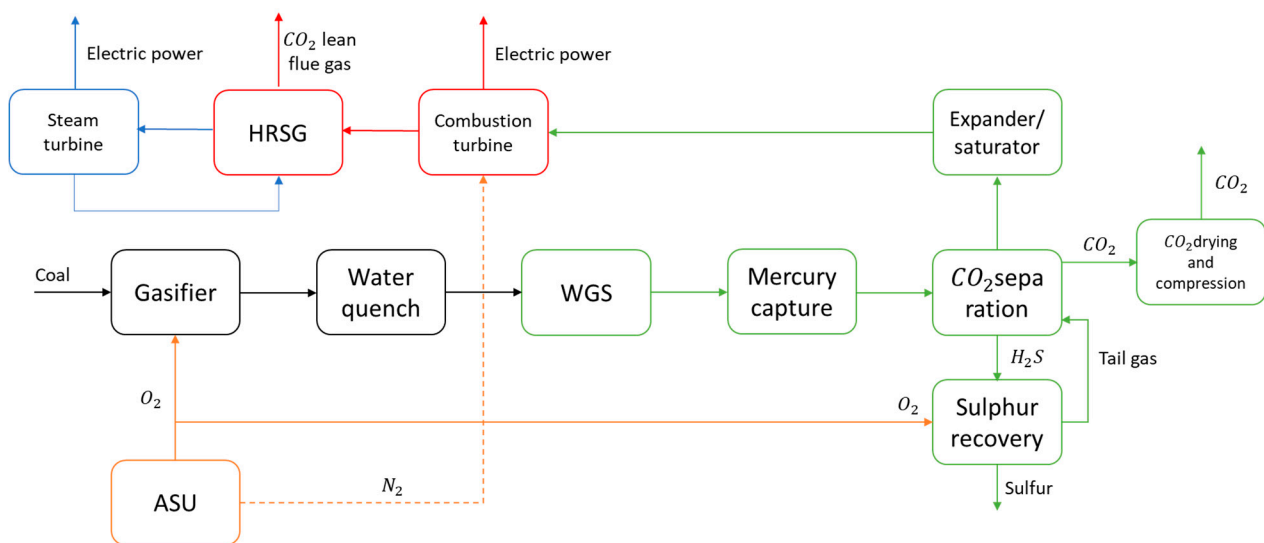 Electric power
CO₂ lean
flue gas
Electric power
Steam
turbine
HRSG
Combustion
turbine
Expander/
saturator
CO₂
Coal
Gasifier
Water
quench
WGS
Mercury
capture
CO₂sepa
ration
CO₂
CO₂drying
and
compression
H₂S
Tail gas
O₂
O₂
Sulphur
recovery
ASU
N₂
Sulfur